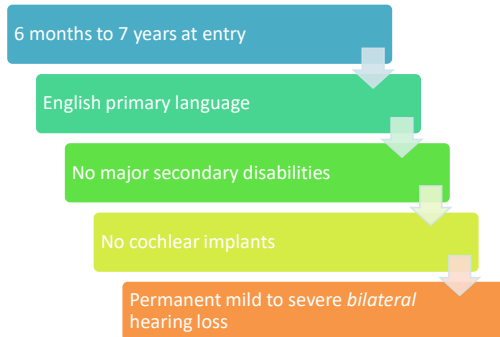 6 months to 7 years at entry
English primary language
No major secondary disabilities
No cochlear implants
Permanent mild to severe bilateral
hearing loss